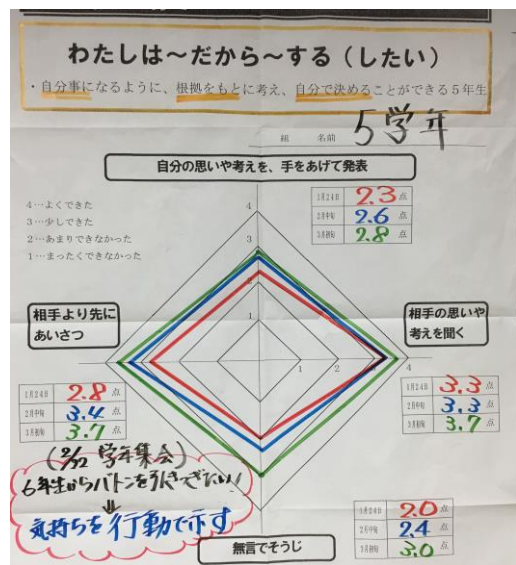 わたしは～だから～する（したい）
・自分事になるように、根拠をもとに考え、自分で決めることができる５年生
組 名前 5学年
自分の思いや考えを、手をあげて発表
4…よくできた
3…少しできた
2…あまりできなかった
1…まったくできなかった
1月24日 2.3 点
2月中旬 2.6 点
3月初旬 2.8 点
4
3
2
1
1 2 3 4
相手より先に
あいさつ
1月24日 2.8 点
2月中旬 3.4 点
3月初旬 3.7 点
相手の思いや
考えを聞く
1月24日 3.3 点
2月中旬 3.3 点
3月初旬 3.7 点
(2/22 学年集会)
6年生からバトンを引きつぎたい!
気持ちを行動で示す
無言でそうじ
1月24日 2.0 点
2月中旬 2.4 点
3月初旬 3.0 点